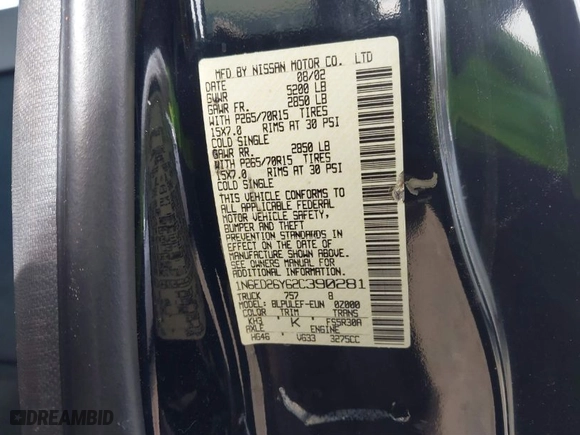 MFD BY NISSAN MOTOR CO. LTD
DATE 08/02
GVWR 5200 LB
GAWR FR. 2850 LB
WITH P265/70R15 TIRES
15X7.0 RIMS AT 30 PSI
COLD SINGLE
GAWR RR. 2850 LB
WITH P265/70R15 TIRES
15X7.0 RIMS AT 30 PSI
COLD SINGLE
THIS VEHICLE CONFORMS TO
ALL APPLICABLE FEDERAL
MOTOR VEHICLE SAFETY,
BUMPER AND THEFT
PREVENTION STANDARDS IN
EFFECT ON THE DATE OF
MANUFACTURE SHOWN ABOVE.
SEE OWNERS MANUAL FOR
ADDITIONAL INFORMATION.
1N6ED26Y62C390281
TRUCK 757 8
MODEL BLPULEF-EUN 0Z000
COLOR TRIM TRANS
KH3 K FS5R30A
AXLE ENGINE
HG46 VG33 3275CC
DREAMBID